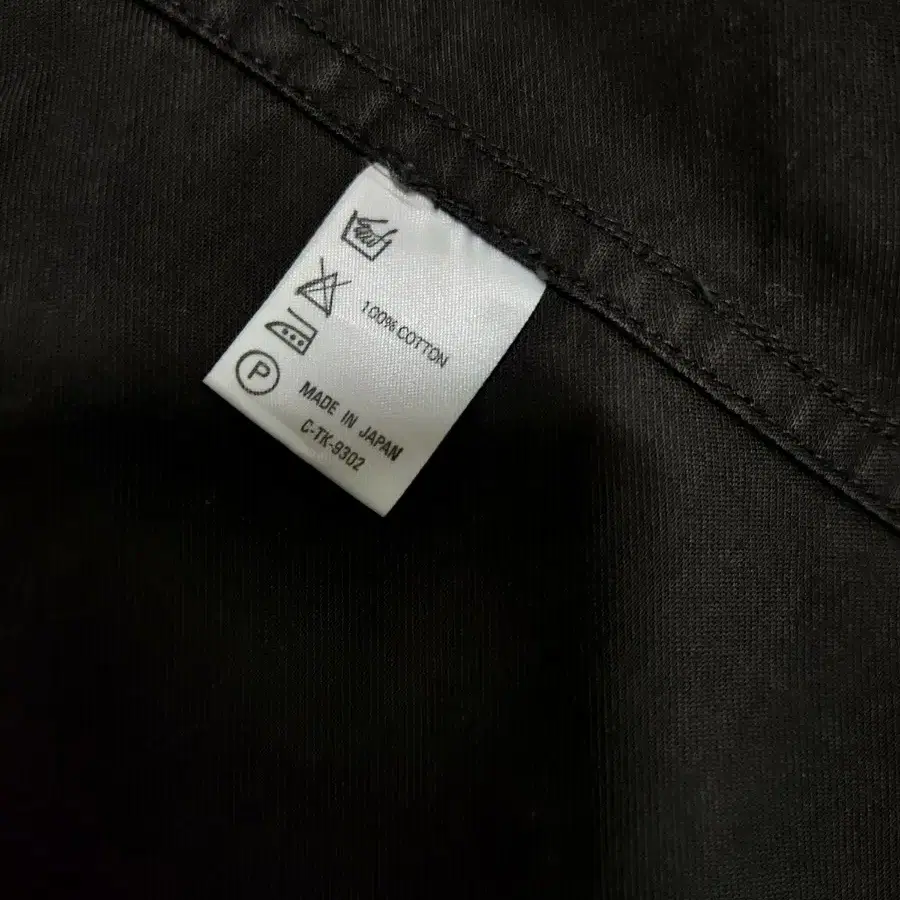 100% COTTON
P
MADE IN JAPAN
C-TK-9302